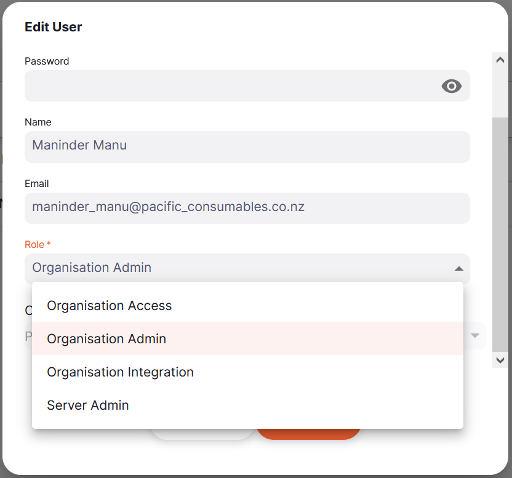 Edit User
Password
Name
Maninder Manu
Email
maninder_manu@pacific_consumables.co.nz
Role *
Organisation Admin
Organisation Access
Organisation Admin
Organisation Integration
Server Admin